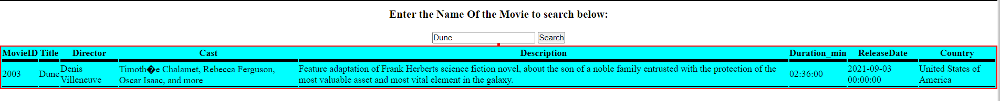 Enter the Name Of the Movie to search below:
Dune Search
MovieID Title Director Cast Description Duration_min ReleaseDate Country
2003 Dune Denis Villeneuve Timoth�e Chalamet, Rebecca Ferguson, Oscar Isaac, and more Feature adaptation of Frank Herberts science fiction novel, about the son of a noble family entrusted with the protection of the most valuable asset and most vital element in the galaxy. 02:36:00 2021-09-03 00:00:00 United States of America